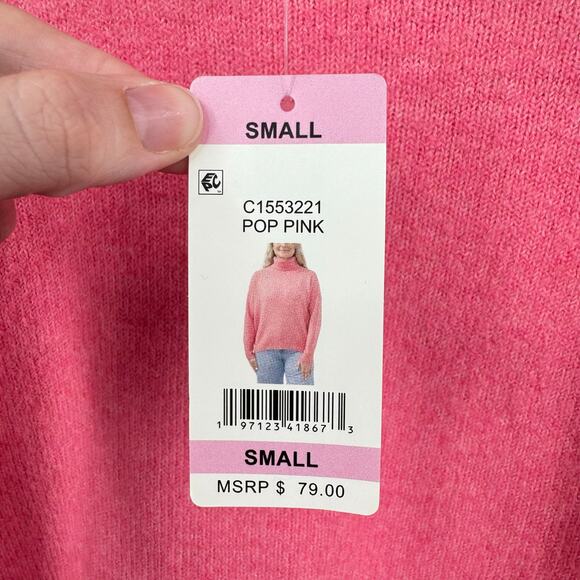 SMALL
C1553221
POP PINK
1 97123 41867 3
SMALL
MSRP $ 79.00